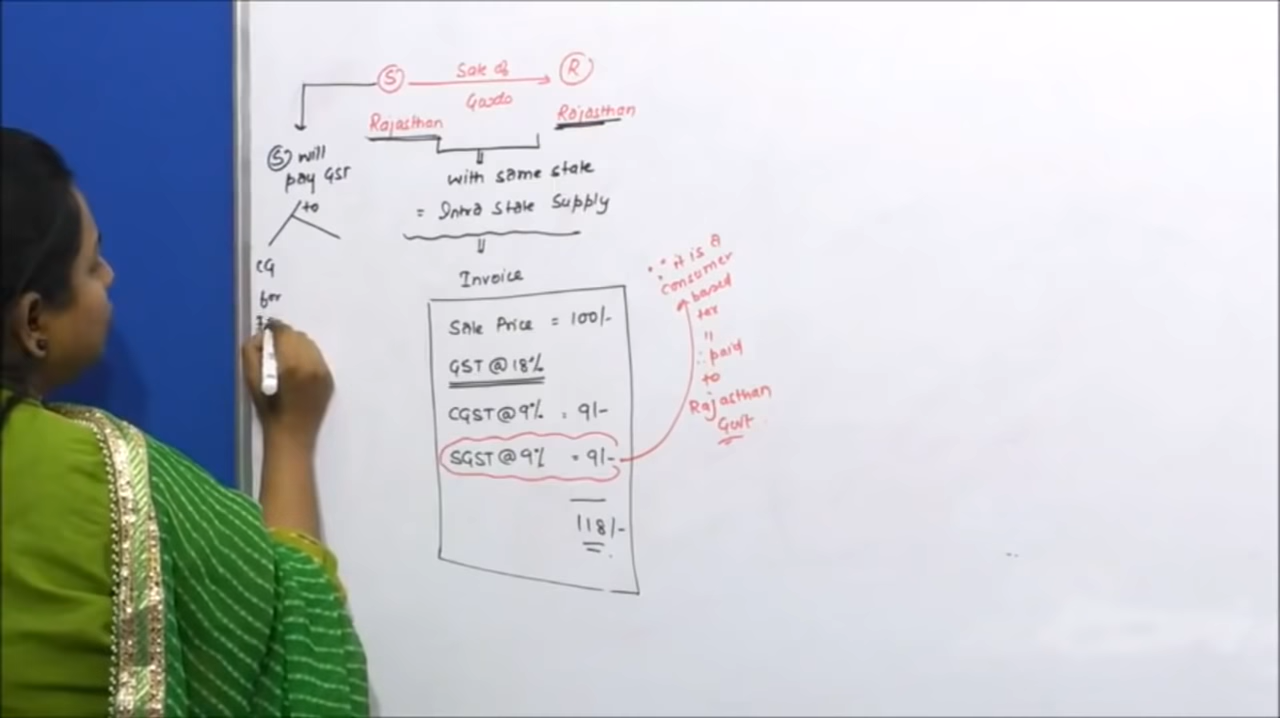 S Sale of R
Goods
Rajasthan Rajasthan
S will
pay GST
to
with same state
= Intra State Supply
CG
for
Invoice
Sale Price = 100/-
GST @ 18%
CGST @ 9% = 9/-
SGST @ 9% = 9/-
118/-
∵ it is a
consumer
based
tax
∴ paid
to
Rajasthan
Govt.